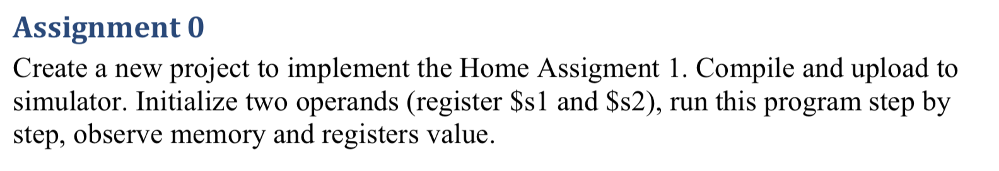 Assignment 0
Create a new project to implement the Home Assigment 1. Compile and upload to
simulator. Initialize two operands (register $s1 and $s2), run this program step by
step, observe memory and registers value.